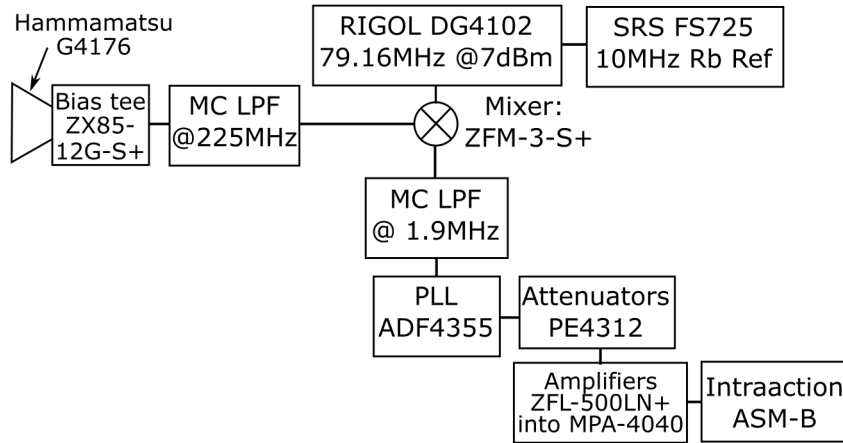 Hammamatsu
G4176
Bias tee
ZX85-
12G-S+
MC LPF
@225MHz
RIGOL DG4102
79.16MHz @7dBm
SRS FS725
10MHz Rb Ref
Mixer:
ZFM-3-S+
MC LPF
@ 1.9MHz
PLL
ADF4355
Attenuators
PE4312
Amplifiers
ZFL-500LN+
into MPA-4040
Intraaction
ASM-B